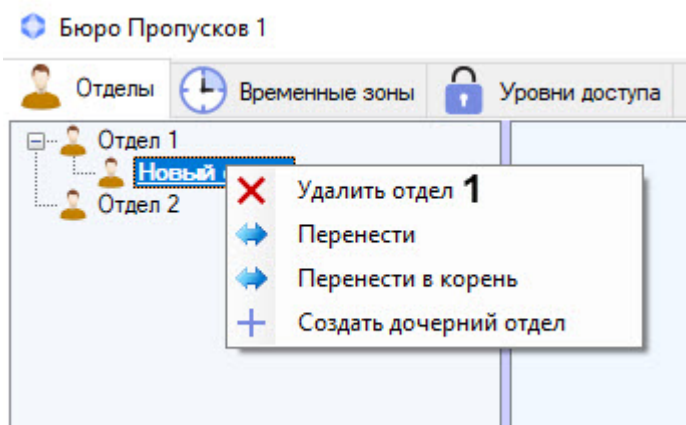 Бюро Пропусков 1
Отделы
Временные зоны
Уровни доступа
Отдел 1
Новый
Отдел 2
Удалить отдел 1
Перенести
Перенести в корень
Создать дочерний отдел